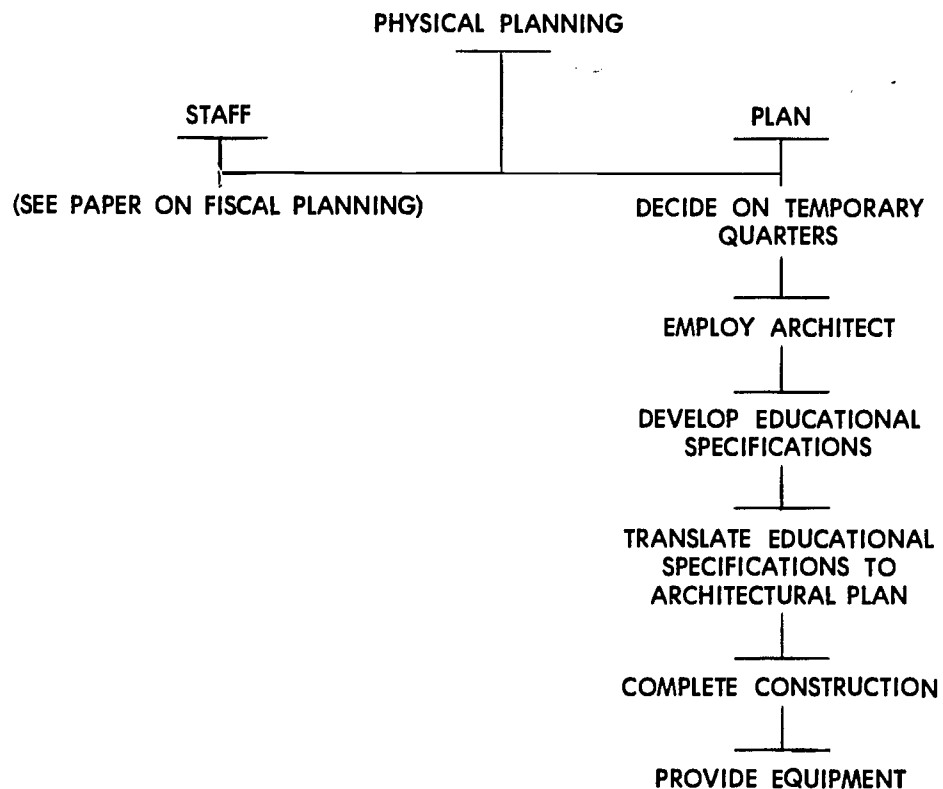 PHYSICAL PLANNING
STAFF
PLAN
(SEE PAPER ON FISCAL PLANNING)
DECIDE ON TEMPORARY
QUARTERS
EMPLOY ARCHITECT
DEVELOP EDUCATIONAL
SPECIFICATIONS
TRANSLATE EDUCATIONAL
SPECIFICATIONS TO
ARCHITECTURAL PLAN
COMPLETE CONSTRUCTION
PROVIDE EQUIPMENT